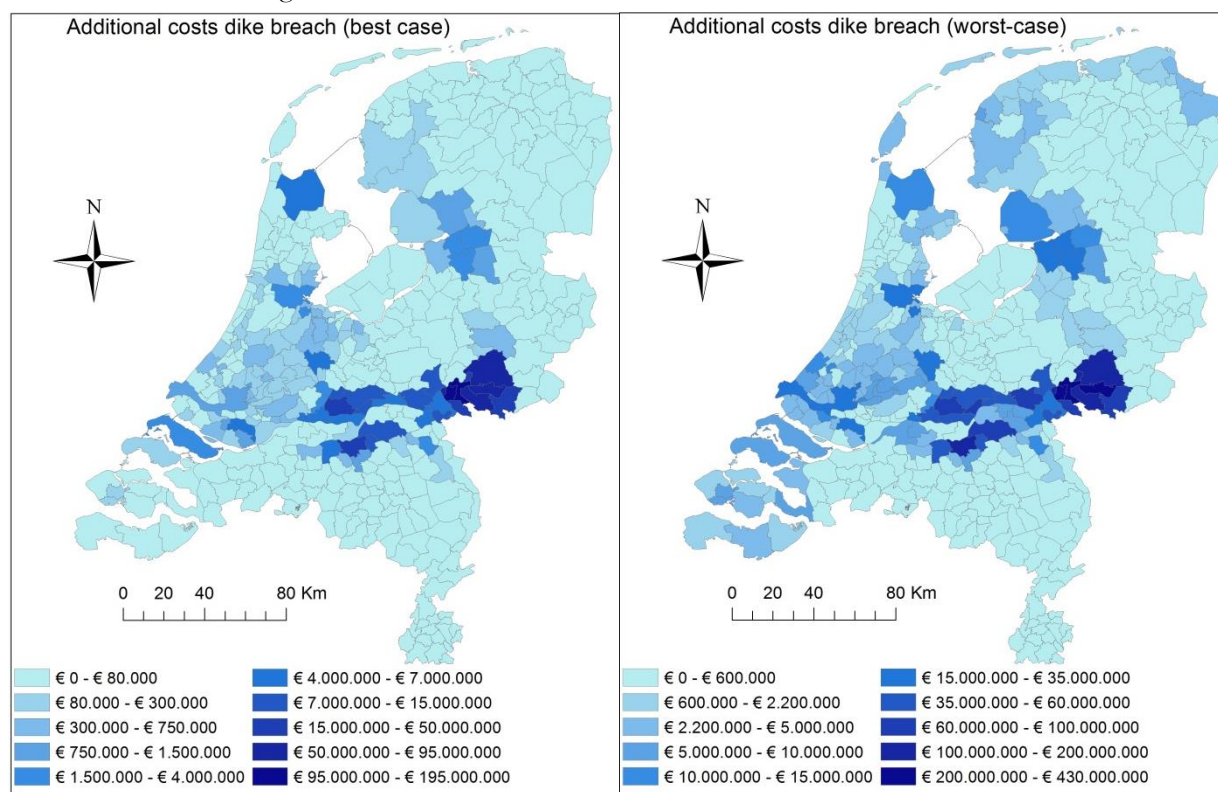 Additional costs dike breach (best case)
N
0 20 40 80 Km
€ 0 - € 80.000
€ 80.000 - € 300.000
€ 300.000 - € 750.000
€ 750.000 - € 1.500.000
€ 1.500.000 - € 4.000.000
€ 4.000.000 - € 7.000.000
€ 7.000.000 - € 15.000.000
€ 15.000.000 - € 50.000.000
€ 50.000.000 - € 95.000.000
€ 95.000.000 - € 195.000.000
Additional costs dike breach (worst-case)
N
0 20 40 80 Km
€ 0 - € 600.000
€ 600.000 - € 2.200.000
€ 2.200.000 - € 5.000.000
€ 5.000.000 - € 10.000.000
€ 10.000.000 - € 15.000.000
€ 15.000.000 - € 35.000.000
€ 35.000.000 - € 60.000.000
€ 60.000.000 - € 100.000.000
€ 100.000.000 - € 200.000.000
€ 200.000.000 - € 430.000.000